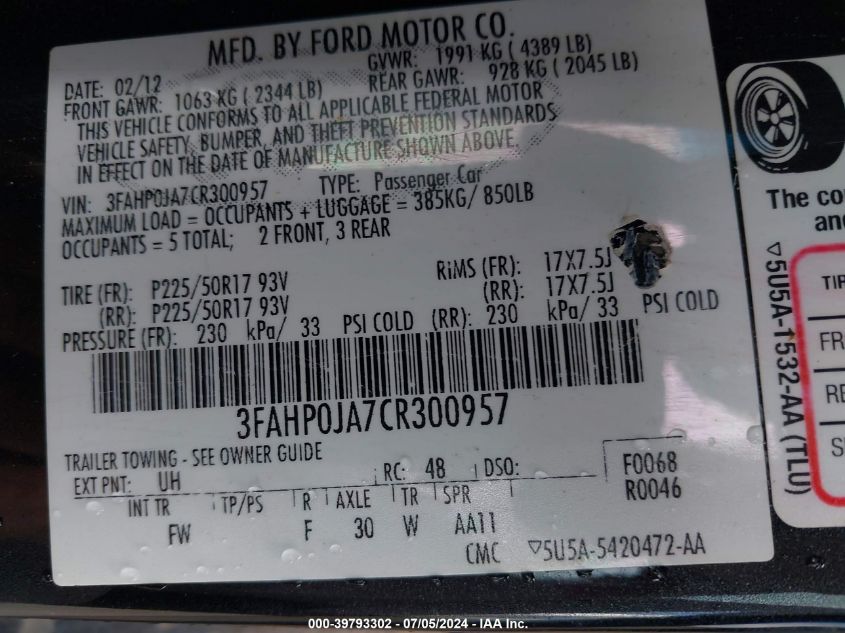 MFD. BY FORD MOTOR CO.
DATE: 02/12
GVWR: 1991 KG ( 4389 LB)
FRONT GAWR: 1063 KG ( 2344 LB)
REAR GAWR: 928 KG ( 2045 LB)
THIS VEHICLE CONFORMS TO ALL APPLICABLE FEDERAL MOTOR
VEHICLE SAFETY, BUMPER, AND THEFT PREVENTION STANDARDS
IN EFFECT ON THE DATE OF MANUFACTURE SHOWN ABOVE.
VIN: 3FAHP0JA7CR300957
TYPE: Passenger Car
MAXIMUM LOAD = OCCUPANTS + LUGGAGE = 385KG/ 850LB
OCCUPANTS = 5 TOTAL; 2 FRONT, 3 REAR
TIRE (FR): P225/50R17 93V
RIMS (FR): 17X7.5J
(RR): P225/50R17 93V
(RR): 17X7.5J
PRESSURE (FR): 230 kPa/ 33 PSI COLD (RR): 230 kPa/ 33 PSI COLD
3FAHP0JA7CR300957
TRAILER TOWING - SEE OWNER GUIDE
EXT PNT: UH RC: 48 DSO: F0068
R0046
INT TR TP/PS R AXLE TR SPR
FW F 30 W AA11
CMC ▽5U5A-5420472-AA
The co
and
▽5U5A-1532-AA (TLU)
TIR
FR
RE
S
000-39793302 - 07/05/2024 - IAA Inc.